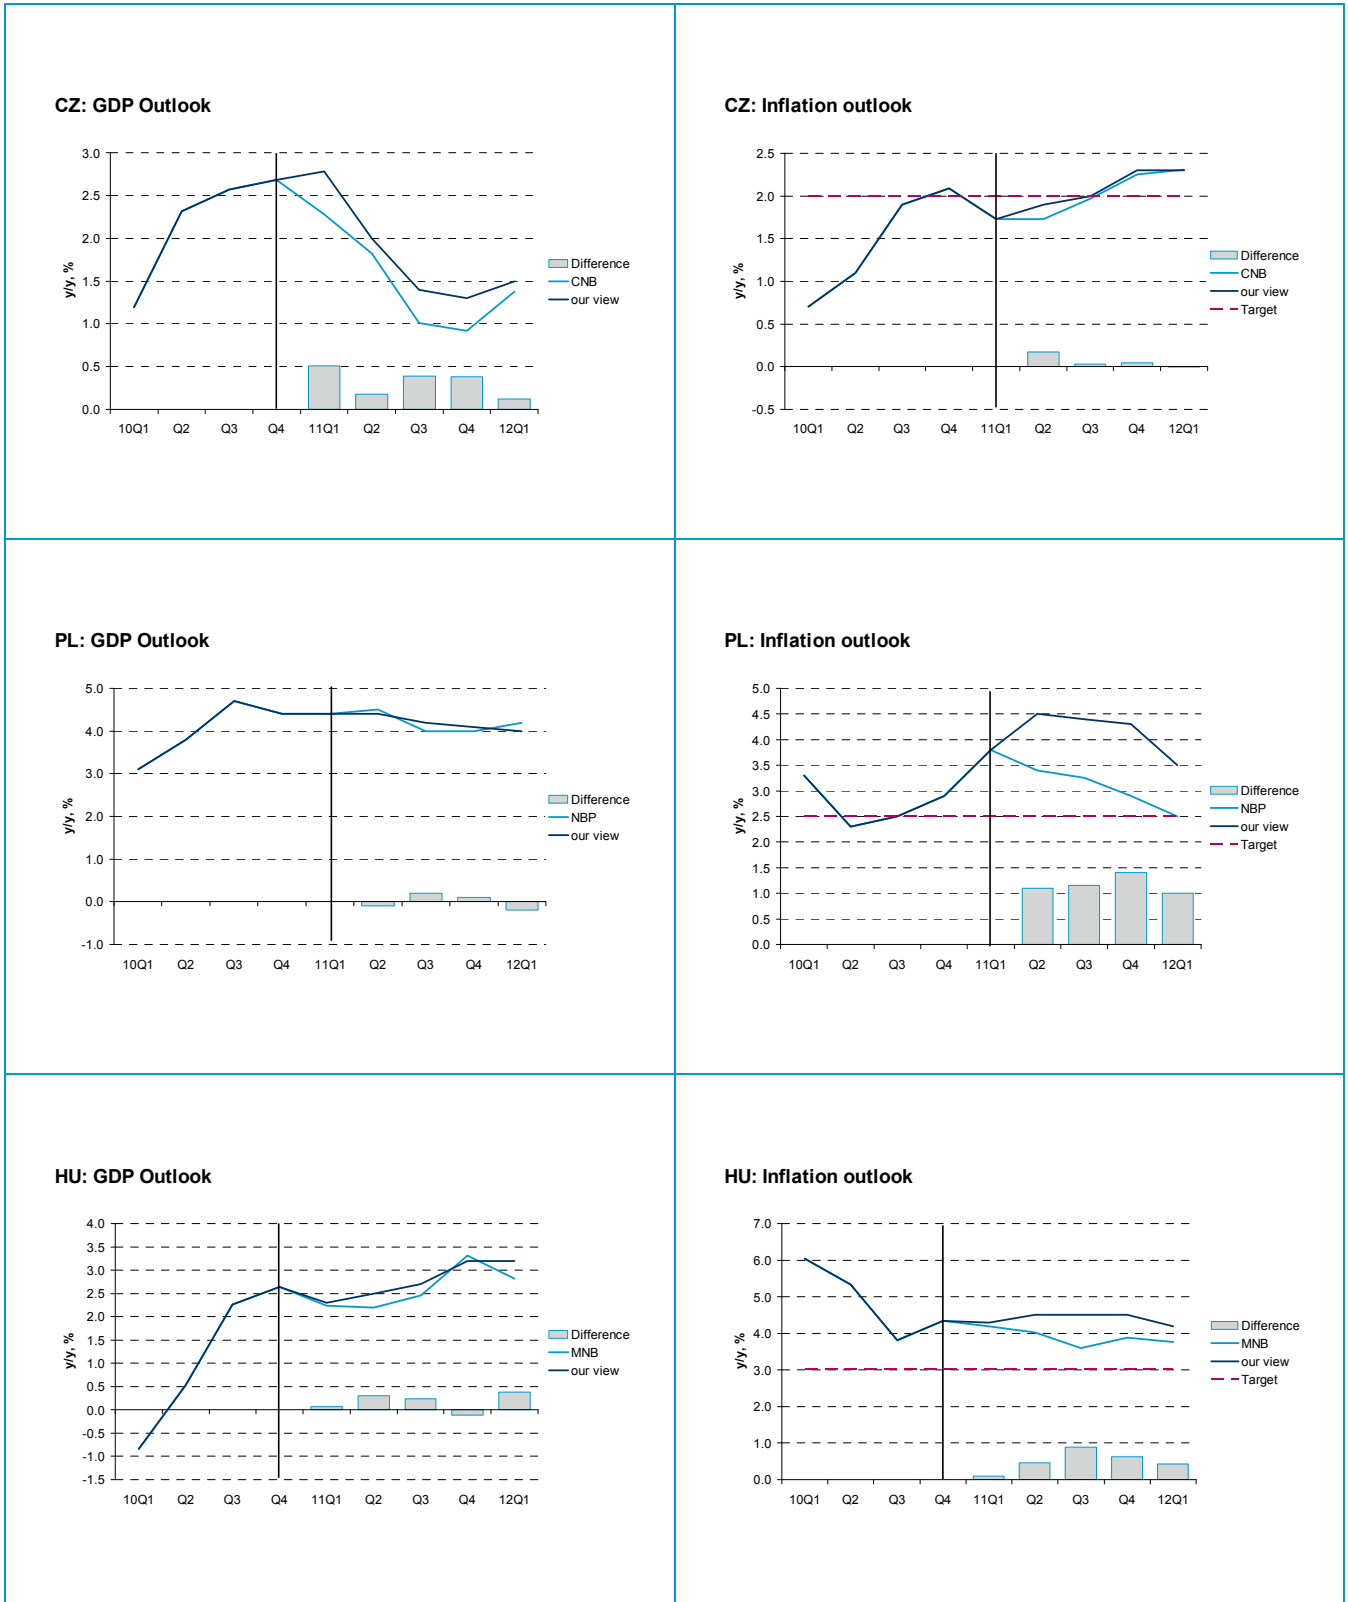 CZ: GDP Outlook
3.0
2.5
2.0
1.5
1.0
0.5
0.0
y/y, %
10Q1 Q2 Q3 Q4 11Q1 Q2 Q3 Q4 12Q1
Difference
CNB
our view
CZ: Inflation outlook
2.5
2.0
1.5
1.0
0.5
0.0
-0.5
y/y, %
10Q1 Q2 Q3 Q4 11Q1 Q2 Q3 Q4 12Q1
Difference
CNB
our view
Target
PL: GDP Outlook
5.0
4.0
3.0
2.0
1.0
0.0
-1.0
y/y, %
10Q1 Q2 Q3 Q4 11Q1 Q2 Q3 Q4 12Q1
Difference
NBP
our view
PL: Inflation outlook
5.0
4.5
4.0
3.5
3.0
2.5
2.0
1.5
1.0
0.5
0.0
y/y, %
10Q1 Q2 Q3 Q4 11Q1 Q2 Q3 Q4 12Q1
Difference
NBP
our view
Target
HU: GDP Outlook
4.0
3.5
3.0
2.5
2.0
1.5
1.0
0.5
0.0
-0.5
-1.0
-1.5
y/y, %
10Q1 Q2 Q3 Q4 11Q1 Q2 Q3 Q4 12Q1
Difference
MNB
our view
HU: Inflation outlook
7.0
6.0
5.0
4.0
3.0
2.0
1.0
0.0
y/y, %
10Q1 Q2 Q3 Q4 11Q1 Q2 Q3 Q4 12Q1
Difference
MNB
our view
Target